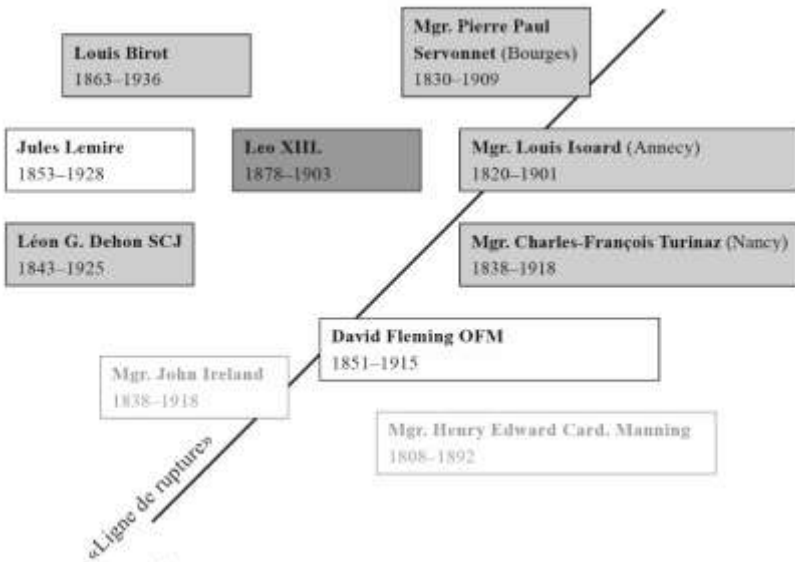 Mgr. Pierre Paul
Servonnet (Bourges)
1830–1909
Louis Birot
1863–1936
Jules Lemire
1853–1928
Leo XIII.
1878–1903
Mgr. Louis Isoard (Annecy)
1820–1901
Léon G. Dehon SCJ
1843–1925
Mgr. Charles-François Turinaz (Nancy)
1838–1918
David Fleming OFM
1851–1915
Mgr. John Ireland
1838–1918
Mgr. Henry Edward Card. Manning
1808–1892
«Ligne de rupture»